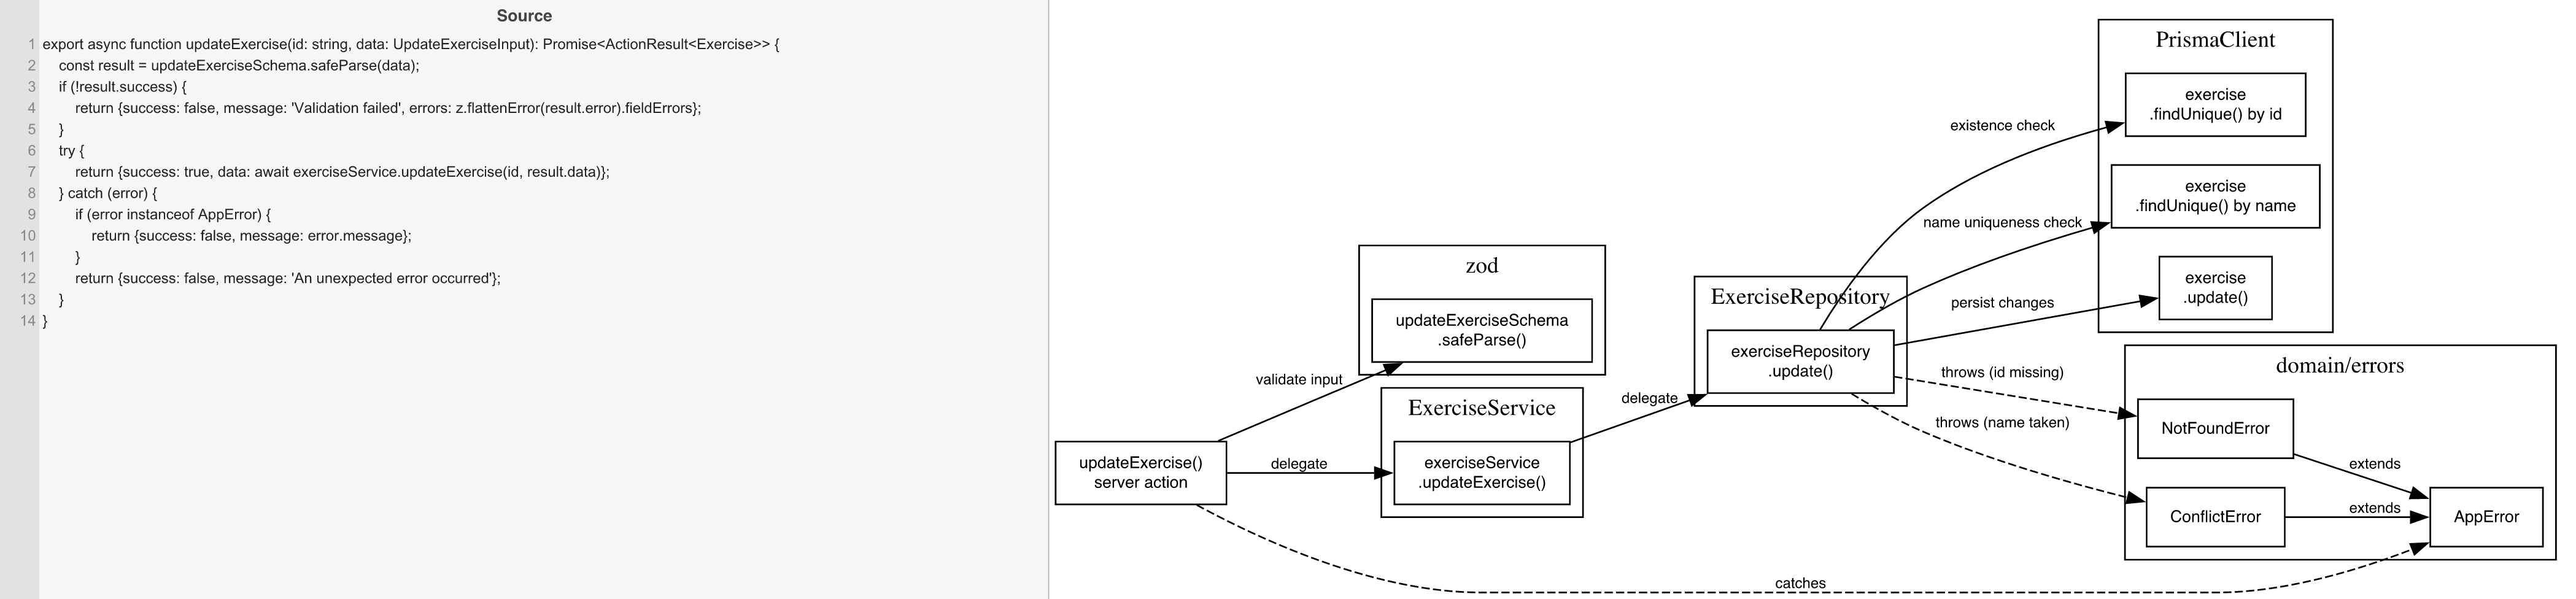 Source
1 export async function updateExercise(id: string, data: UpdateExerciseInput): Promise<ActionResult<Exercise>> {
2 const result = updateExerciseSchema.safeParse(data);
3 if (!result.success) {
4 return {success: false, message: 'Validation failed', errors: z.flattenError(result.error).fieldErrors};
5 }
6 try {
7 return {success: true, data: await exerciseService.updateExercise(id, result.data)};
8 } catch (error) {
9 if (error instanceof AppError) {
10 return {success: false, message: error.message};
11 }
12 return {success: false, message: 'An unexpected error occurred'};
13 }
14 }
updateExercise()
server action
validate input
delegate
catches
zod
updateExerciseSchema
.safeParse()
ExerciseService
exerciseService
.updateExercise()
delegate
ExerciseRepository
exerciseRepository
.update()
existence check
name uniqueness check
persist changes
throws (id missing)
throws (name taken)
PrismaClient
exercise
.findUnique() by id
exercise
.findUnique() by name
exercise
.update()
domain/errors
NotFoundError
extends
ConflictError
extends
AppError